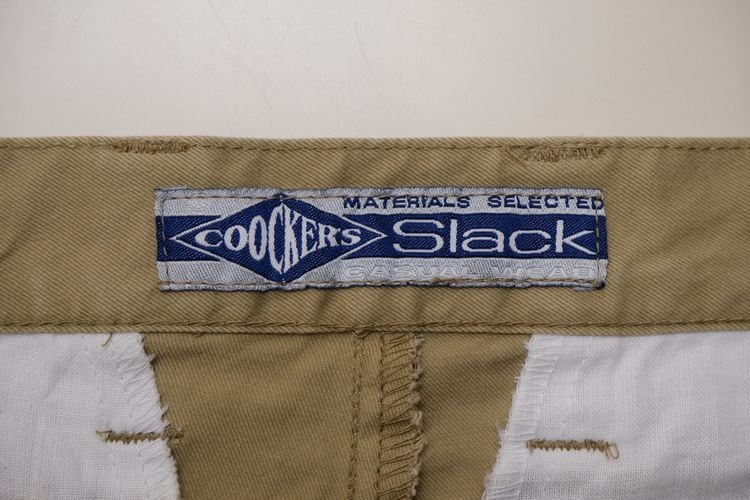 MATERIALS SELECTED
COOCKERS Slack
CASUAL WEAR